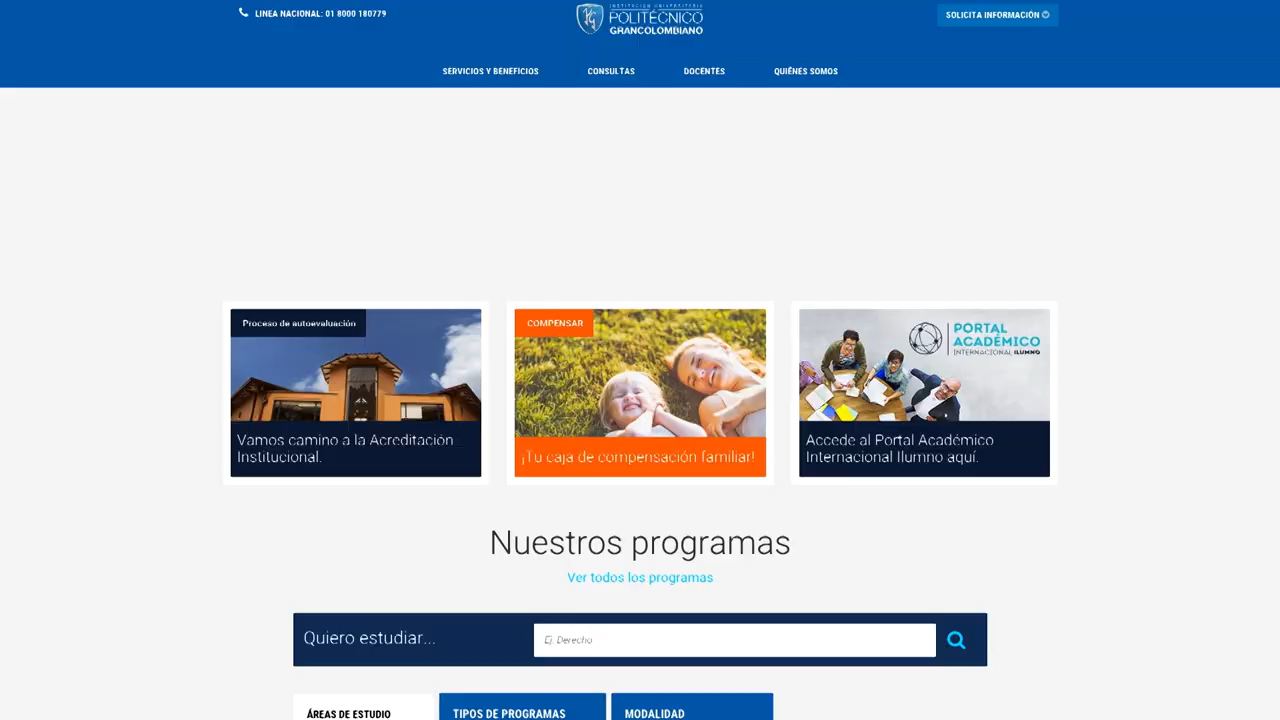 LINEA NACIONAL: 01 8000 180779
INSTITUCIÓN UNIVERSITARIA
POLITÉCNICO
GRANCOLOMBIANO
SOLICITA INFORMACIÓN
SERVICIOS Y BENEFICIOS
CONSULTAS
DOCENTES
QUIÉNES SOMOS
Proceso de autoevaluación
Vamos camino a la Acreditación
Institucional.
COMPENSAR
¡Tu caja de compensación familiar!
PORTAL
ACADÉMICO
INTERNACIONAL ILUMNO
Accede al Portal Académico
Internacional Ilumno aquí.
Nuestros programas
Ver todos los programas
Quiero estudiar...
Ej. Derecho
ÁREAS DE ESTUDIO
TIPOS DE PROGRAMAS
MODALIDAD